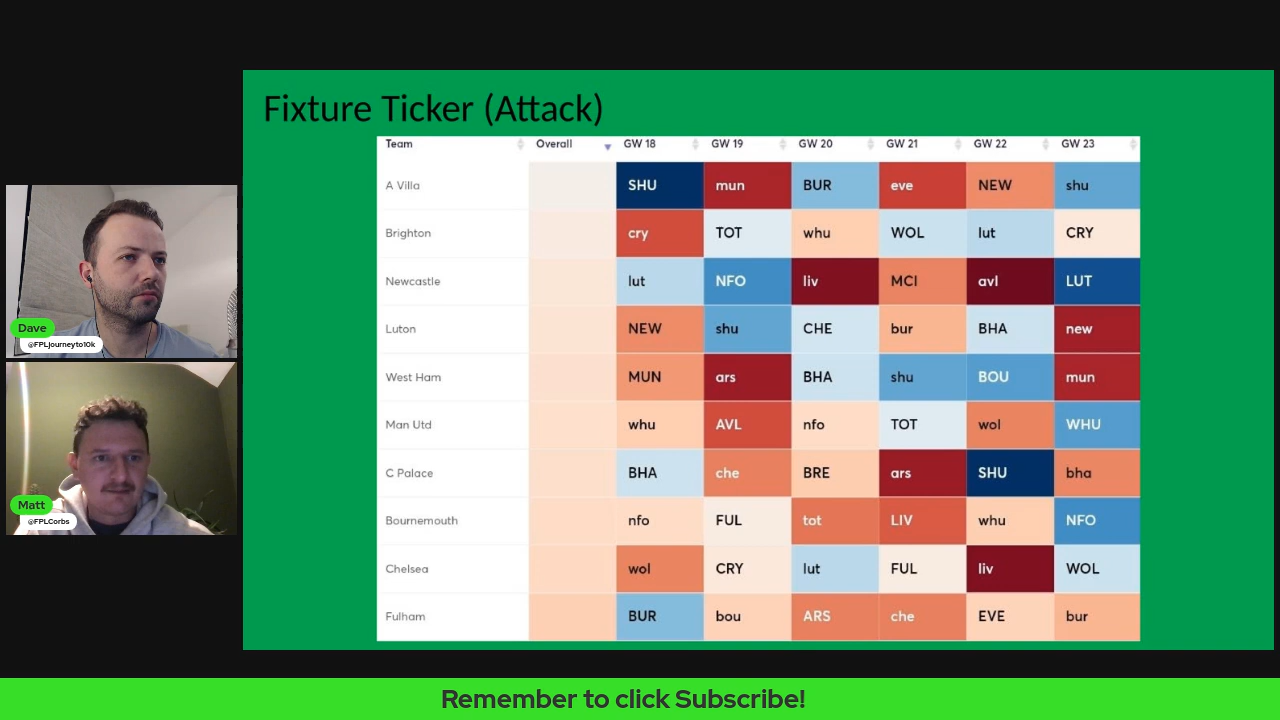 Fixture Ticker (Attack)
Team Overall GW 18 GW 19 GW 20 GW 21 GW 22 GW 23
A Villa SHU mun BUR eve NEW shu
Brighton cry TOT whu WOL lut CRY
Newcastle lut NFO liv MCI avl LUT
Luton NEW shu CHE bur BHA new
West Ham MUN ars BHA shu BOU mun
Man Utd whu AVL nfo TOT wol WHU
C Palace BHA che BRE ars SHU bha
Bournemouth nfo FUL tot LIV whu NFO
Chelsea wol CRY lut FUL liv WOL
Fulham BUR bou ARS che EVE bur
Dave
@FPLjourneyto10k
Matt
@FPLCorbs
Remember to click Subscribe!